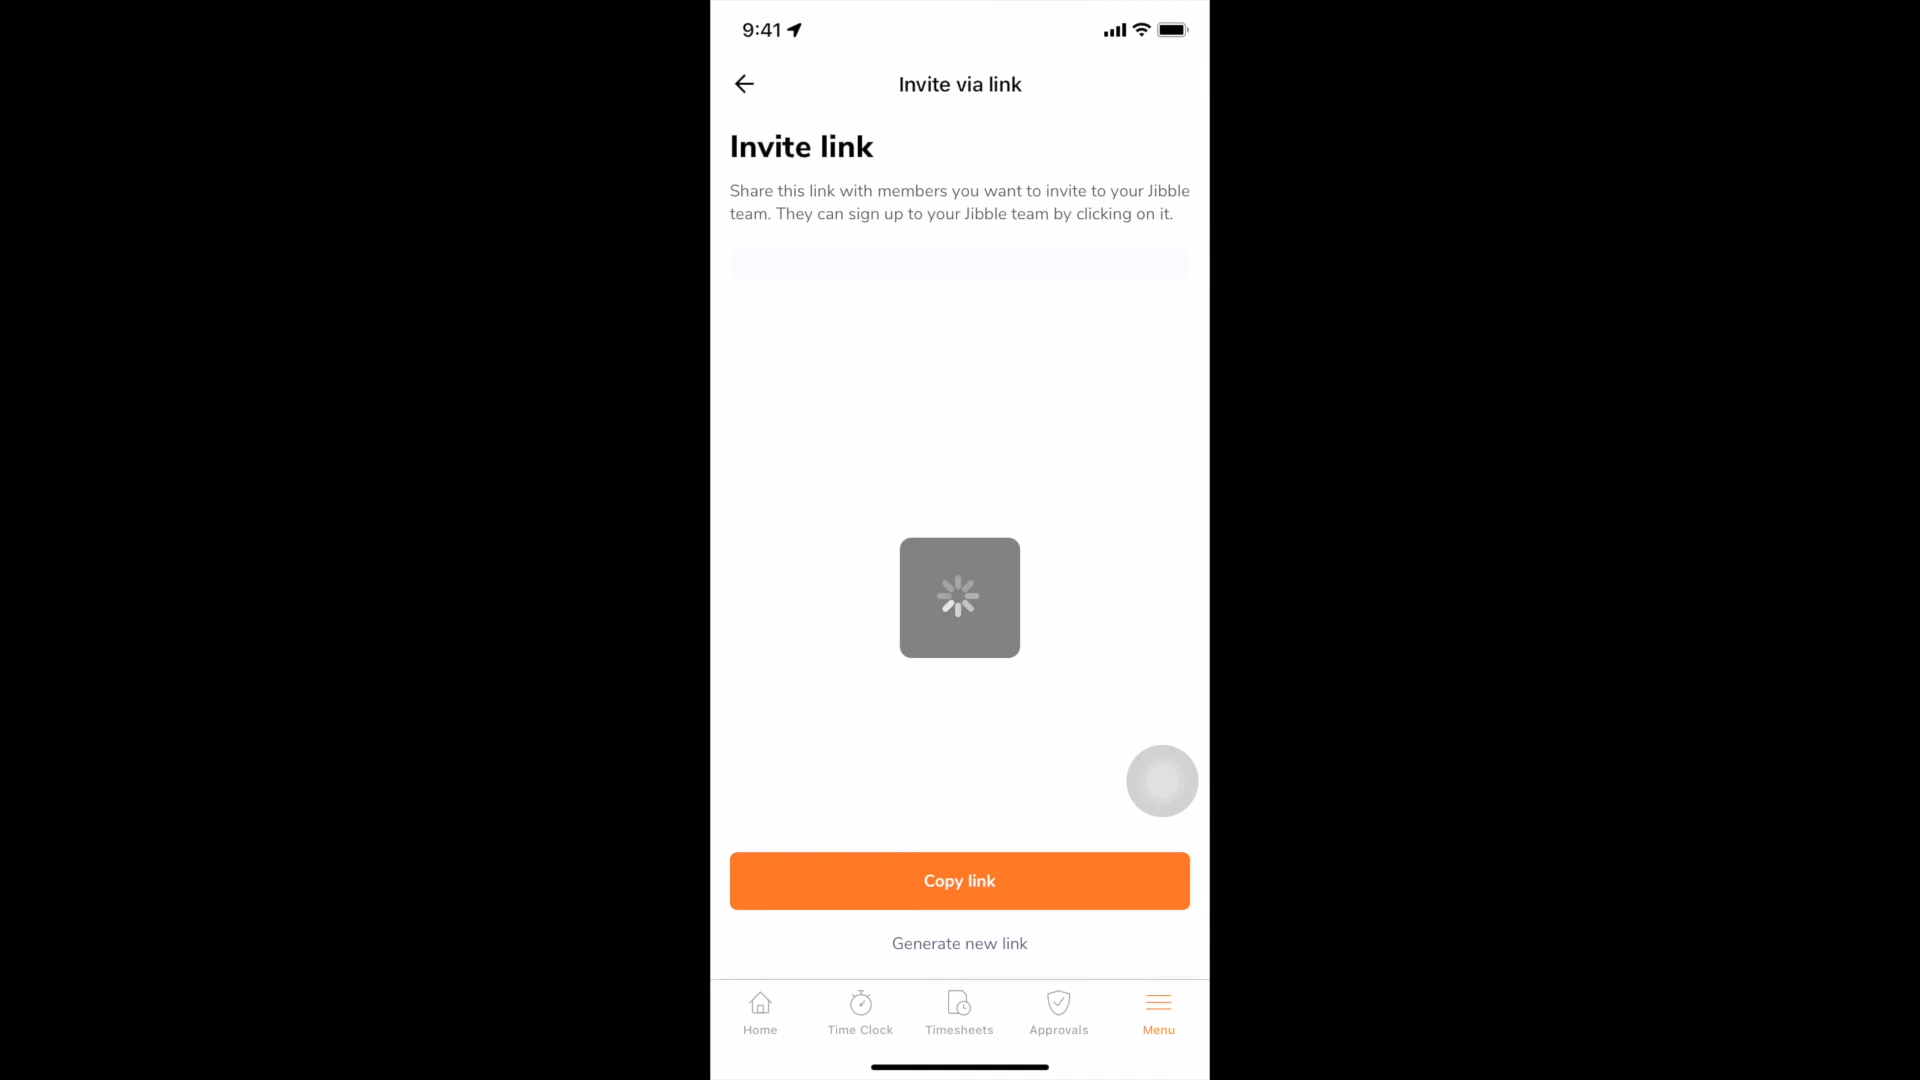 9:41
Invite via link
Invite link
Share this link with members you want to invite to your Jibble
team. They can sign up to your Jibble team by clicking on it.
Copy link
Generate new link
Home
Time Clock
Timesheets
Approvals
Menu